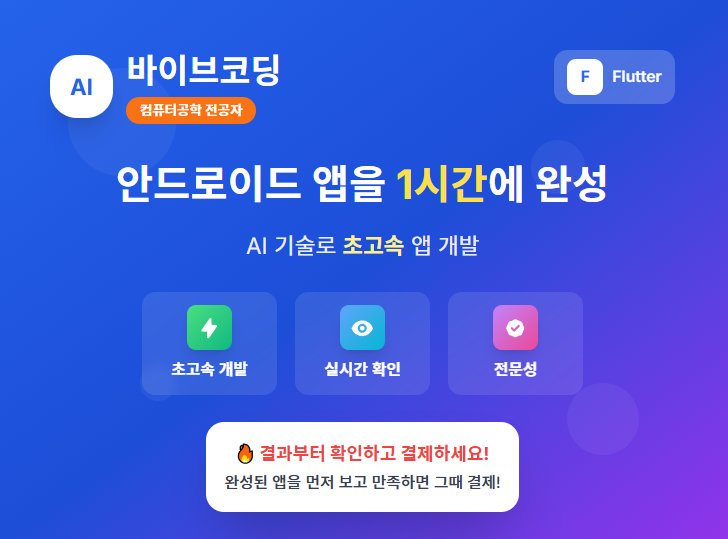 AI
바이브코딩
컴퓨터공학 전공자
F Flutter
안드로이드 앱을 1시간에 완성
AI 기술로 초고속 앱 개발
초고속 개발
실시간 확인
전문성
🔥 결과부터 확인하고 결제하세요!
완성된 앱을 먼저 보고 만족하면 그때 결제!